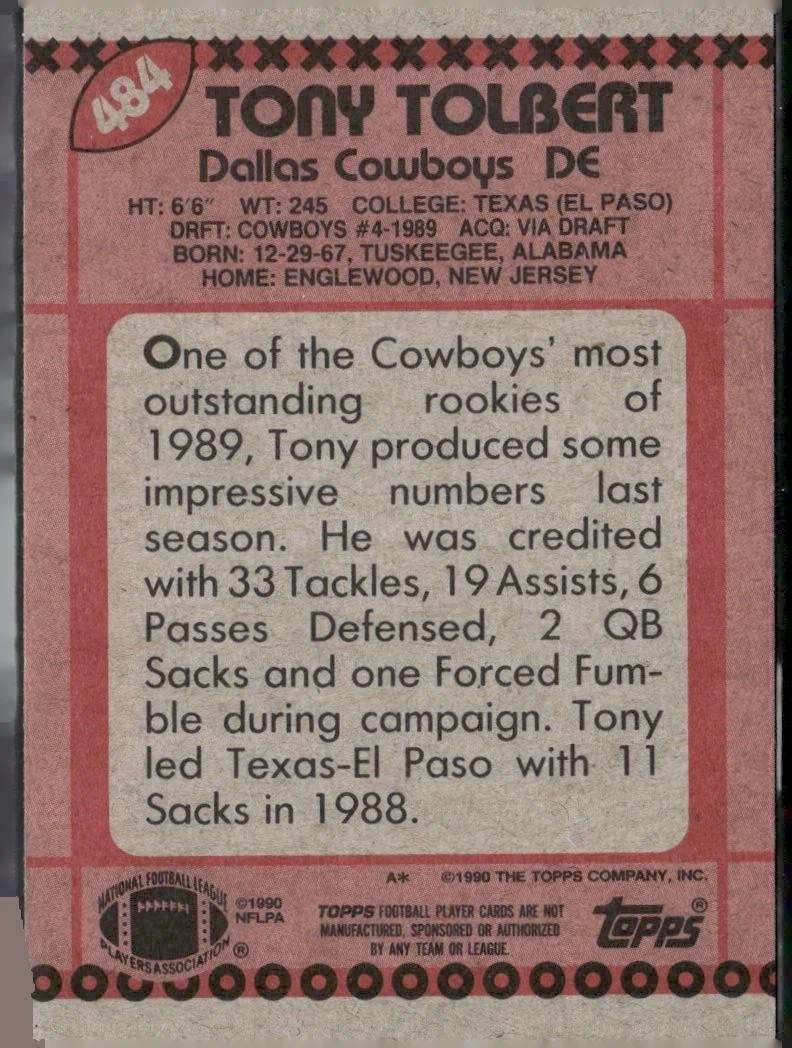 484
TONY TOLBERT
Dallas Cowboys DE
HT: 6'6" WT: 245 COLLEGE: TEXAS (EL PASO)
DRFT: COWBOYS #4-1989 ACQ: VIA DRAFT
BORN: 12-29-67, TUSKEEGEE, ALABAMA
HOME: ENGLEWOOD, NEW JERSEY
One of the Cowboys' most
outstanding rookies of
1989, Tony produced some
impressive numbers last
season. He was credited
with 33 Tackles, 19 Assists, 6
Passes Defensed, 2 QB
Sacks and one Forced Fum-
ble during campaign. Tony
led Texas-El Paso with 11
Sacks in 1988.
A* ©1990 THE TOPPS COMPANY, INC.
NATIONAL FOOTBALL LEAGUE
PLAYERS ASSOCIATION ®
©1990
NFLPA
TOPPS FOOTBALL PLAYER CARDS ARE NOT
MANUFACTURED, SPONSORED OR AUTHORIZED
BY ANY TEAM OR LEAGUE.
topps®